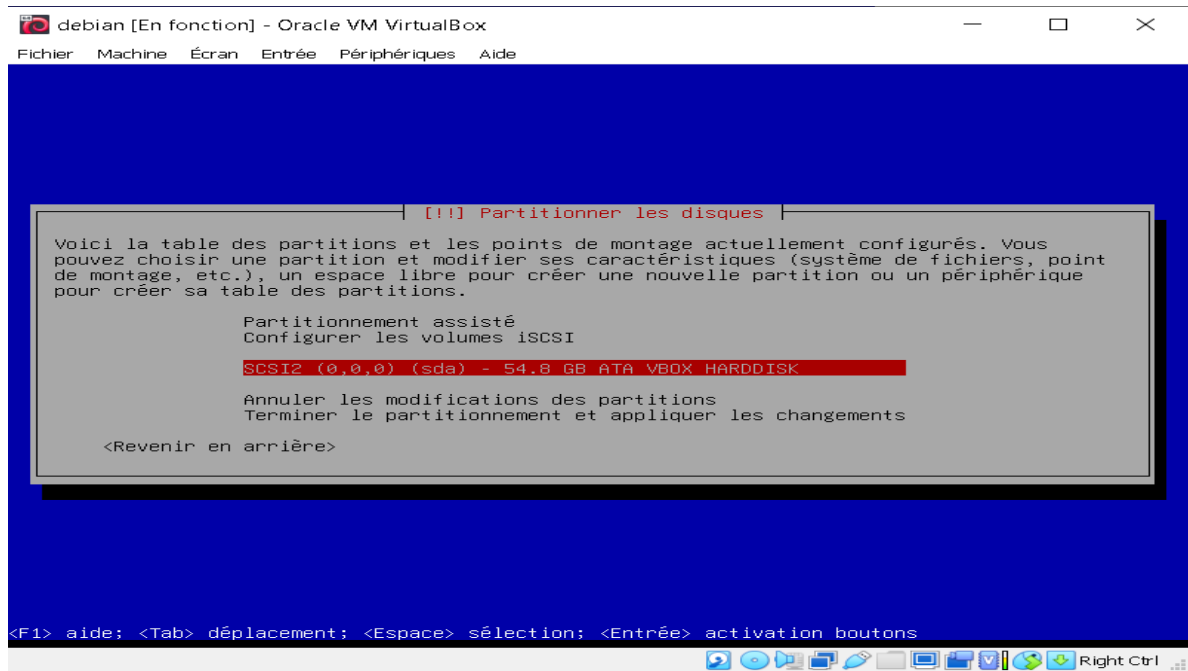 debian [En fonction] - Oracle VM VirtualBox
Fichier Machine Écran Entrée Périphériques Aide
[!!] Partitionner les disques
Voici la table des partitions et les points de montage actuellement configurés. Vous
pouvez choisir une partition et modifier ses caractéristiques (système de fichiers, point
de montage, etc.), un espace libre pour créer une nouvelle partition ou un périphérique
pour créer sa table des partitions.
Partitionnement assisté
Configurer les volumes iSCSI
SCSI2 (0,0,0) (sda) - 54.8 GB ATA VBOX HARDDISK
Annuler les modifications des partitions
Terminer le partitionnement et appliquer les changements
<Revenir en arrière>
<F1> aide; <Tab> déplacement; <Espace> sélection; <Entrée> activation boutons
Right Ctrl